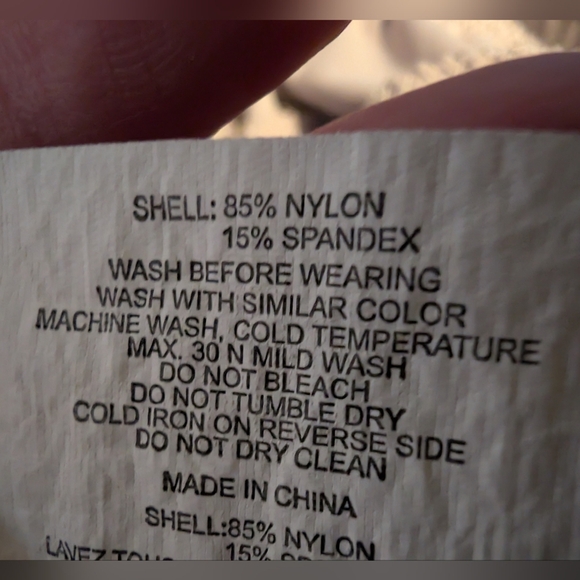 SHELL: 85% NYLON
15% SPANDEX
WASH BEFORE WEARING
WASH WITH SIMILAR COLOR
MACHINE WASH, COLD TEMPERATURE
MAX. 30 N MILD WASH
DO NOT BLEACH
DO NOT TUMBLE DRY
COLD IRON ON REVERSE SIDE
DO NOT DRY CLEAN
MADE IN CHINA
SHELL:85% NYLON
15%
LAVEZ